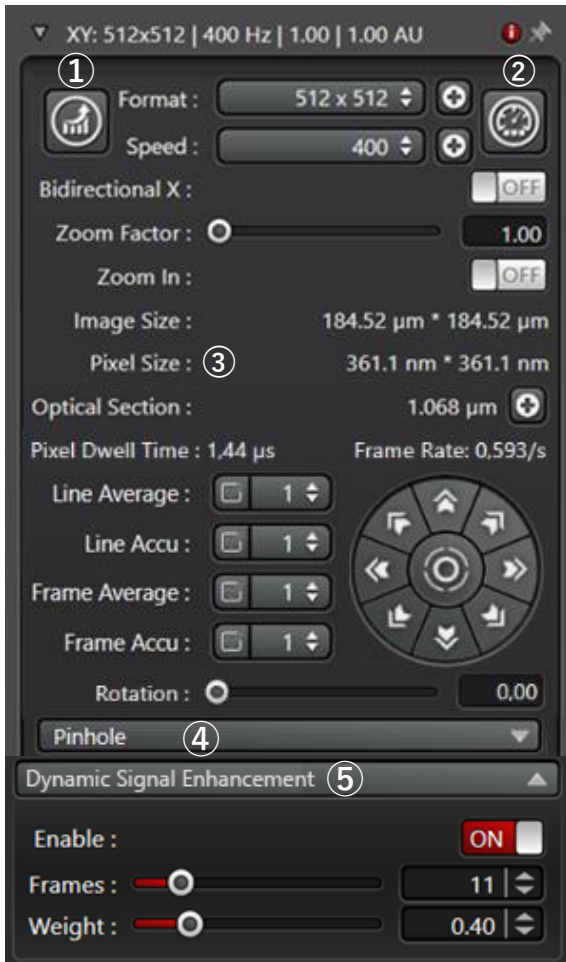 XY: 512x512 | 400 Hz | 1.00 | 1.00 AU
① ②
Format : 512 x 512
Speed : 400
Bidirectional X : OFF
Zoom Factor : 1.00
Zoom In : OFF
Image Size : 184.52 µm * 184.52 µm
Pixel Size : ③ 361.1 nm * 361.1 nm
Optical Section : 1.068 µm
Pixel Dwell Time : 1,44 µs Frame Rate: 0,593/s
Line Average : 1
Line Accu : 1
Frame Average : 1
Frame Accu : 1
Rotation : 0,00
Pinhole ④
Dynamic Signal Enhancement ⑤
Enable : ON
Frames : 11
Weight : 0.40